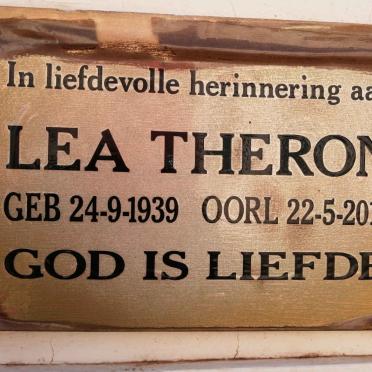 In liefdevolle herinnering aa
LEA THERON
GEB 24-9-1939 OORL 22-5-201
GOD IS LIEFDE